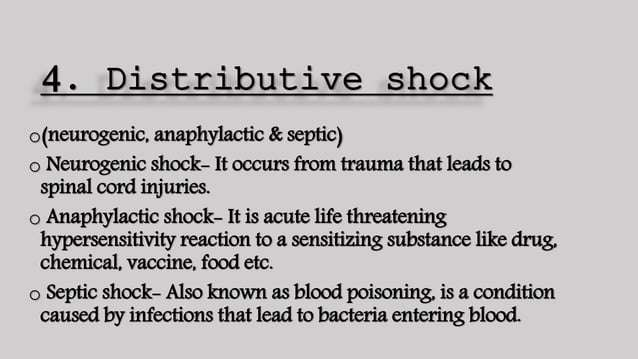 4. Distributive shock
o(neurogenic, anaphylactic & septic)
o Neurogenic shock- It occurs from trauma that leads to
spinal cord injuries.
o Anaphylactic shock- It is acute life threatening
hypersensitivity reaction to a sensitizing substance like drug,
chemical, vaccine, food etc.
o Septic shock- Also known as blood poisoning, is a condition
caused by infections that lead to bacteria entering blood.